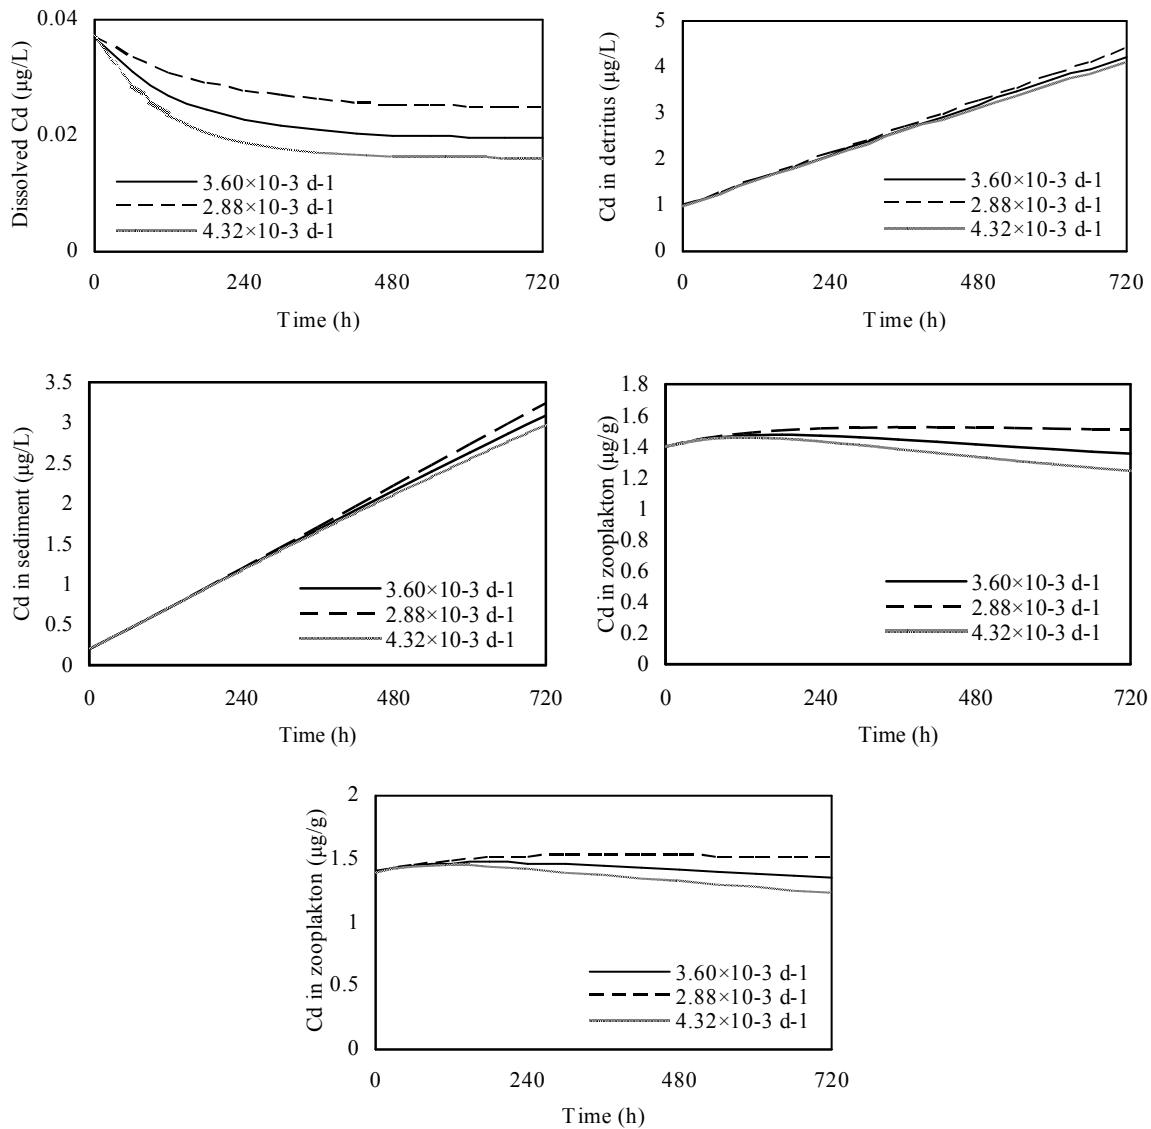 Dissolved Cd (µg/L)
0.04
0.02
0
3.60×10-3 d-1
2.88×10-3 d-1
4.32×10-3 d-1
0 240 480 720
Time (h)
Cd in detritus (µg/L)
5
4
3
2
1
0
3.60×10-3 d-1
2.88×10-3 d-1
4.32×10-3 d-1
0 240 480 720
Time (h)
Cd in sediment (µg/L)
3.5
3
2.5
2
1.5
1
0.5
0
3.60×10-3 d-1
2.88×10-3 d-1
4.32×10-3 d-1
0 240 480 720
Time (h)
Cd in zooplakton (µg/g)
1.8
1.6
1.4
1.2
1
0.8
0.6
0.4
0.2
0
3.60×10-3 d-1
2.88×10-3 d-1
4.32×10-3 d-1
0 240 480 720
Time (h)
Cd in zooplakton (µg/g)
2
1.5
1
0.5
0
3.60×10-3 d-1
2.88×10-3 d-1
4.32×10-3 d-1
0 240 480 720
Time (h)